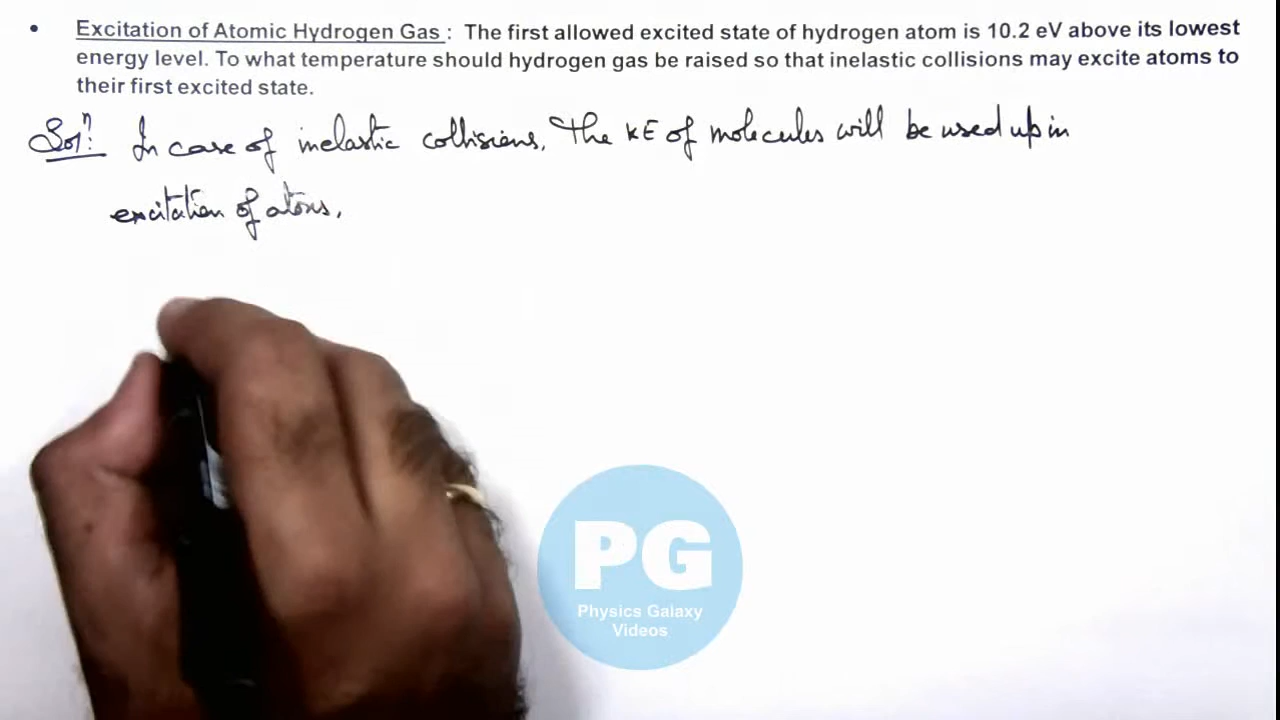 • Excitation of Atomic Hydrogen Gas : The first allowed excited state of hydrogen atom is 10.2 eV above its lowest
energy level. To what temperature should hydrogen gas be raised so that inelastic collisions may excite atoms to
their first excited state.
Solⁿ: In case of inelastic collisions, The KE of molecules will be used up in
excitation of atoms,
PG
Physics Galaxy
Videos